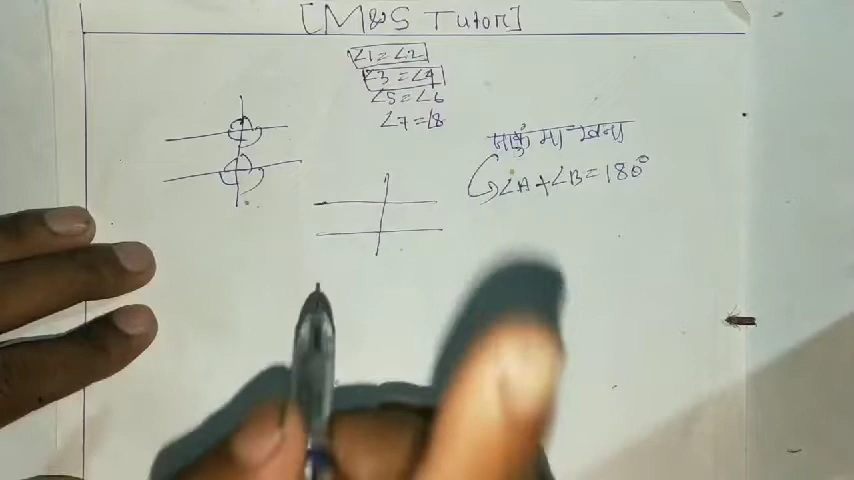 [M&S Tutor]
∠1=∠2
∠3=∠4
∠5=∠6
∠7=∠8
∠A+∠B=180°